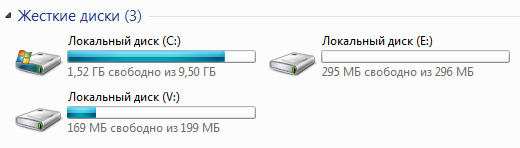 Жесткие диски (3)
Локальный диск (C:)
1,52 ГБ свободно из 9,50 ГБ
Локальный диск (E:)
295 МБ свободно из 296 МБ
Локальный диск (V:)
169 МБ свободно из 199 МБ